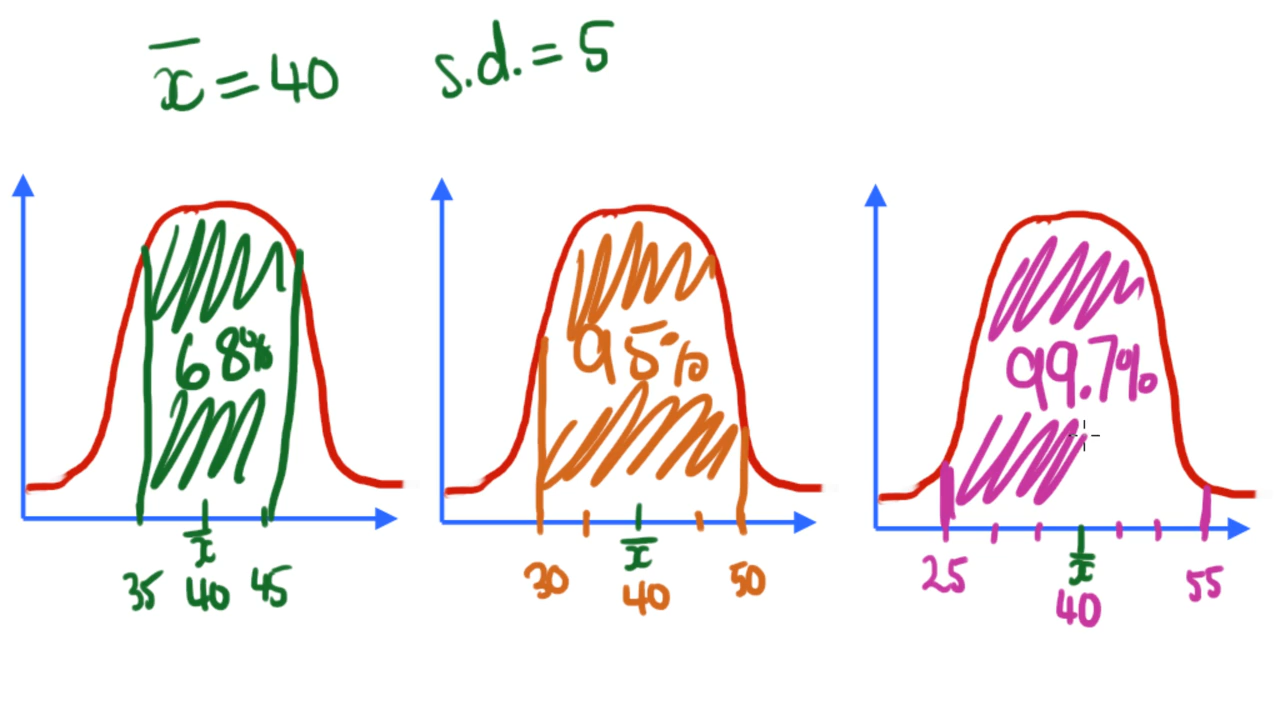 x̄ = 40 s.d. = 5
68%
95%
99.7%
x̄
x̄
x̄
35 40 45
30 40 50
25 40 55